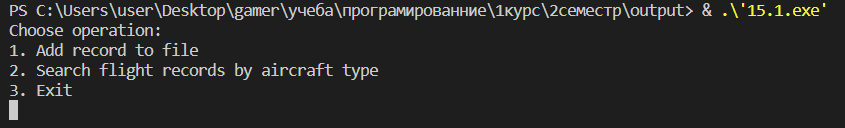 PS C:\Users\user\Desktop\gamer\учеба\програмированние\1курс\2семестр\output> & .\'15.1.exe'
Choose operation:
1. Add record to file
2. Search flight records by aircraft type
3. Exit